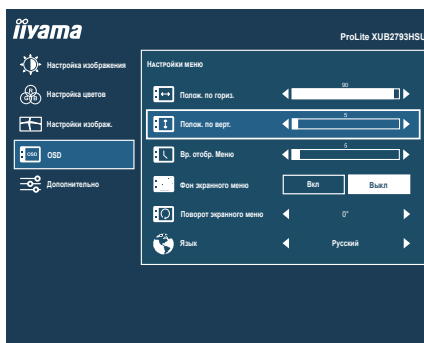 iiyama
ProLite XUB2793HSU
Настройка изображения
Настройка цветов
Настройки изображ.
OSD OSD
Дополнительно
Настройки меню
Полож. по гориз. 90
Полож. по верт. 5
Вр. отобр. Меню 5
Фон экранного меню Вкл Выкл
Поворот экранного меню 0°
Язык Русский